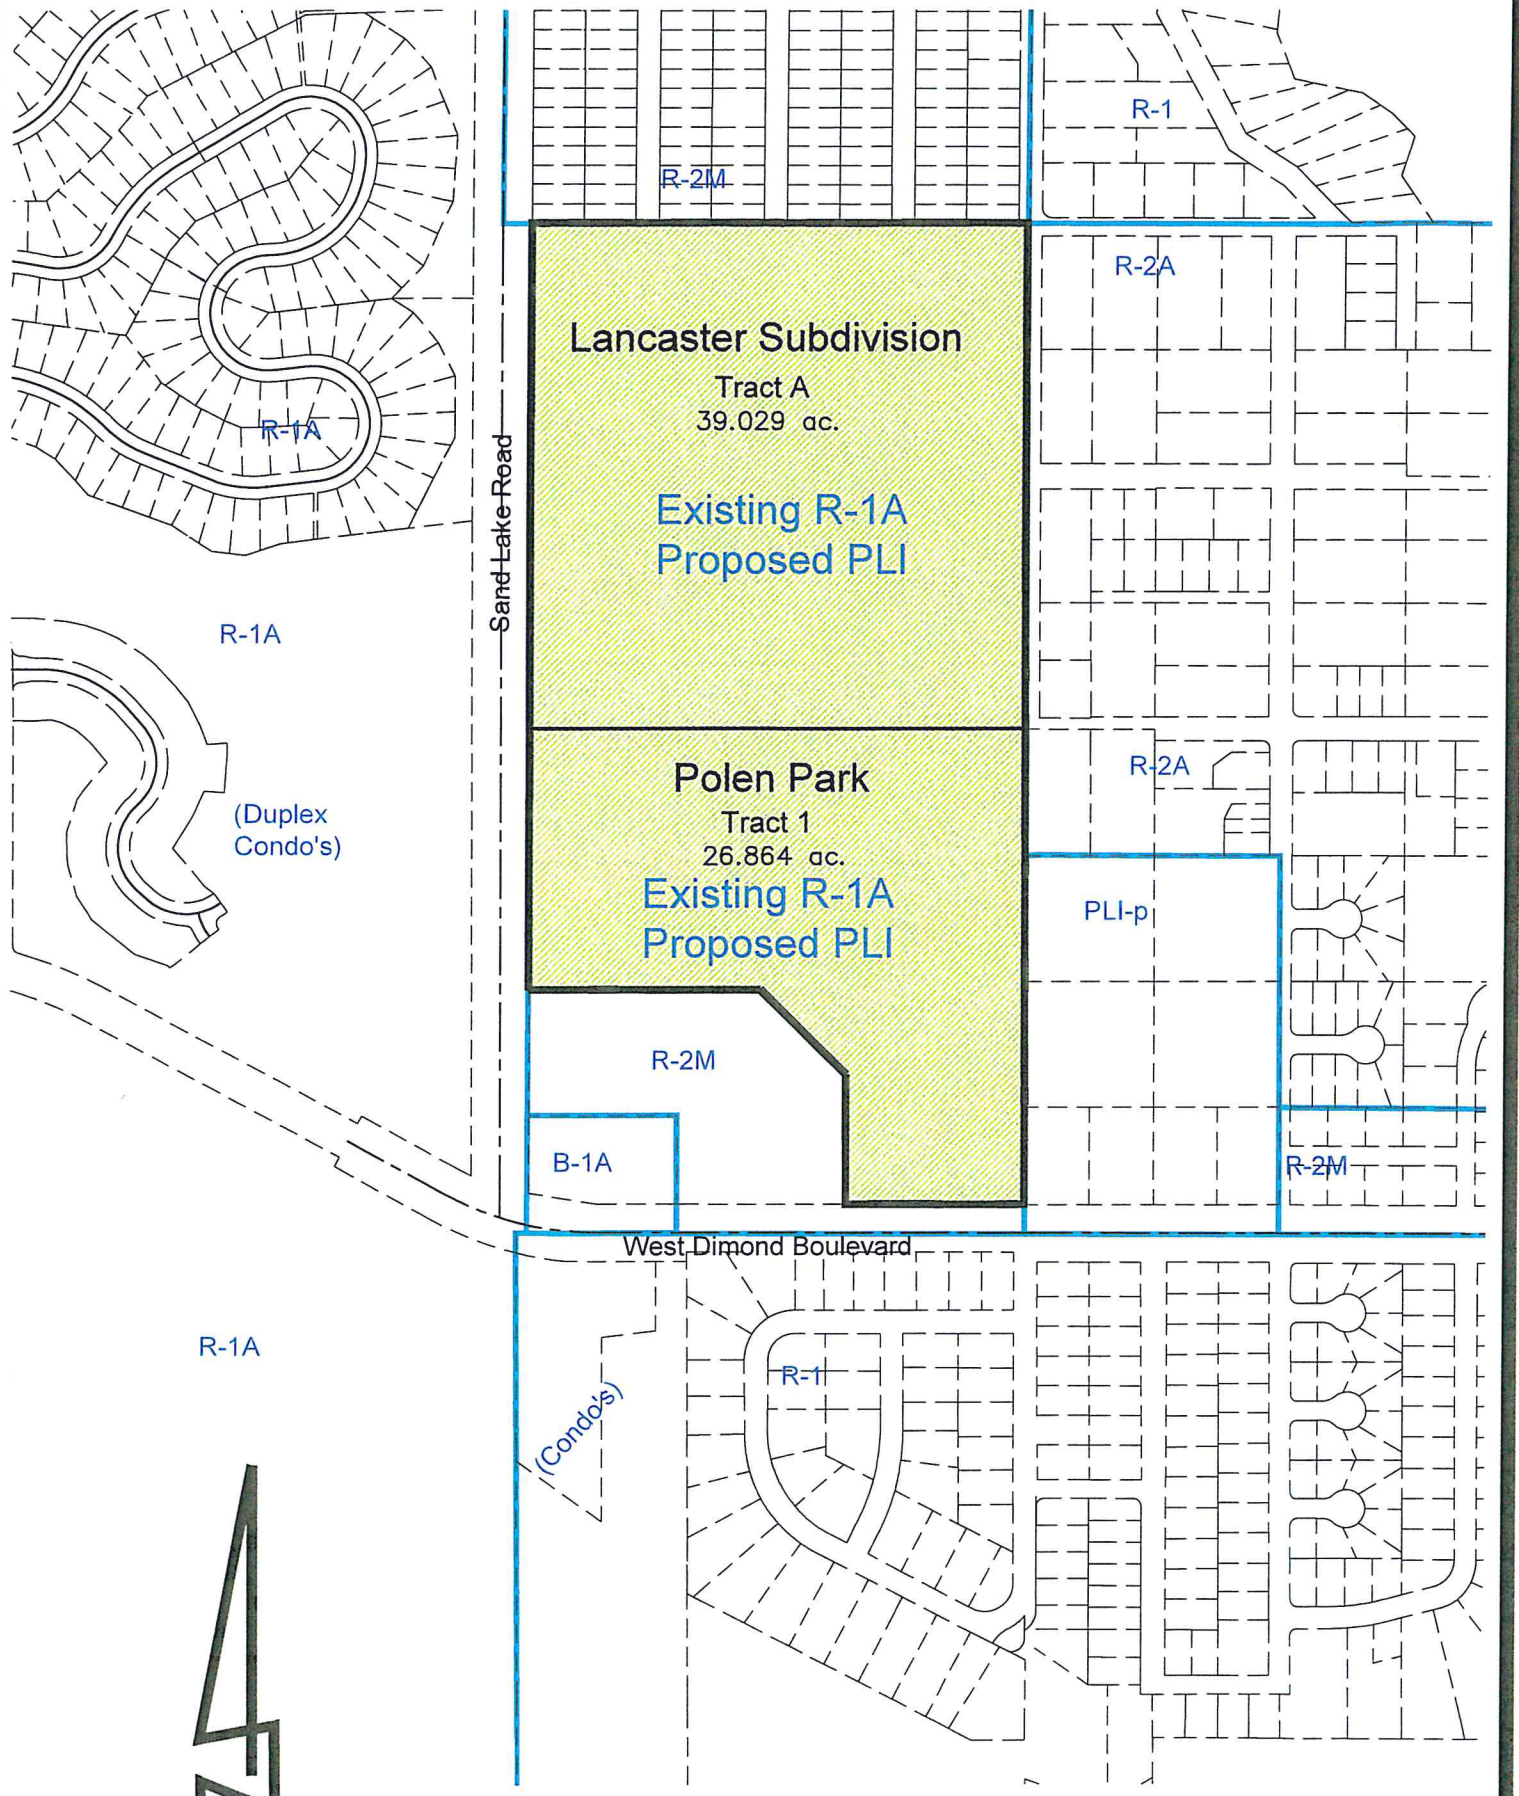 R-1
R-2M
R-2A
Lancaster Subdivision
Tract A
39.029 ac.
R-1A
Existing R-1A
Proposed PLI
Sand Lake Road
R-1A
Polen Park
Tract 1
26.864 ac.
Existing R-1A
Proposed PLI
R-2A
(Duplex
Condo's)
PLI-p
R-2M
B-1A
R-2M
West Dimond Boulevard
R-1A
R-1
(Condo's)